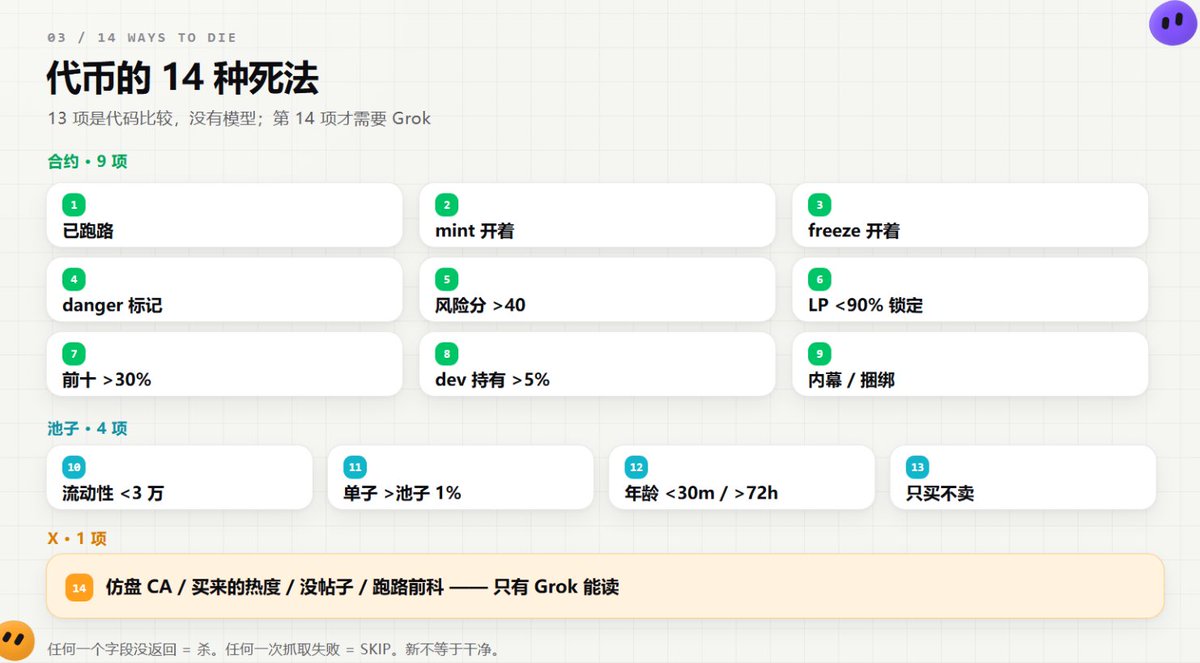 03 / 14 WAYS TO DIE
代币的 14 种死法
13 项是代码比较，没有模型；第 14 项才需要 Grok
合约 • 9 项
1
已跑路
2
mint 开着
3
freeze 开着
4
danger 标记
5
风险分 >40
6
LP <90% 锁定
7
前十 >30%
8
dev 持有 >5%
9
内幕 / 捆绑
池子 • 4 项
10
流动性 <3 万
11
单子 >池子 1%
12
年龄 <30m / >72h
13
只买不卖
X • 1 项
14
仿盘 CA / 买来的热度 / 没帖子 / 跑路前科 —— 只有 Grok 能读
任何一个字段没返回 = 杀。任何一次抓取失败 = SKIP。新不等于干净。